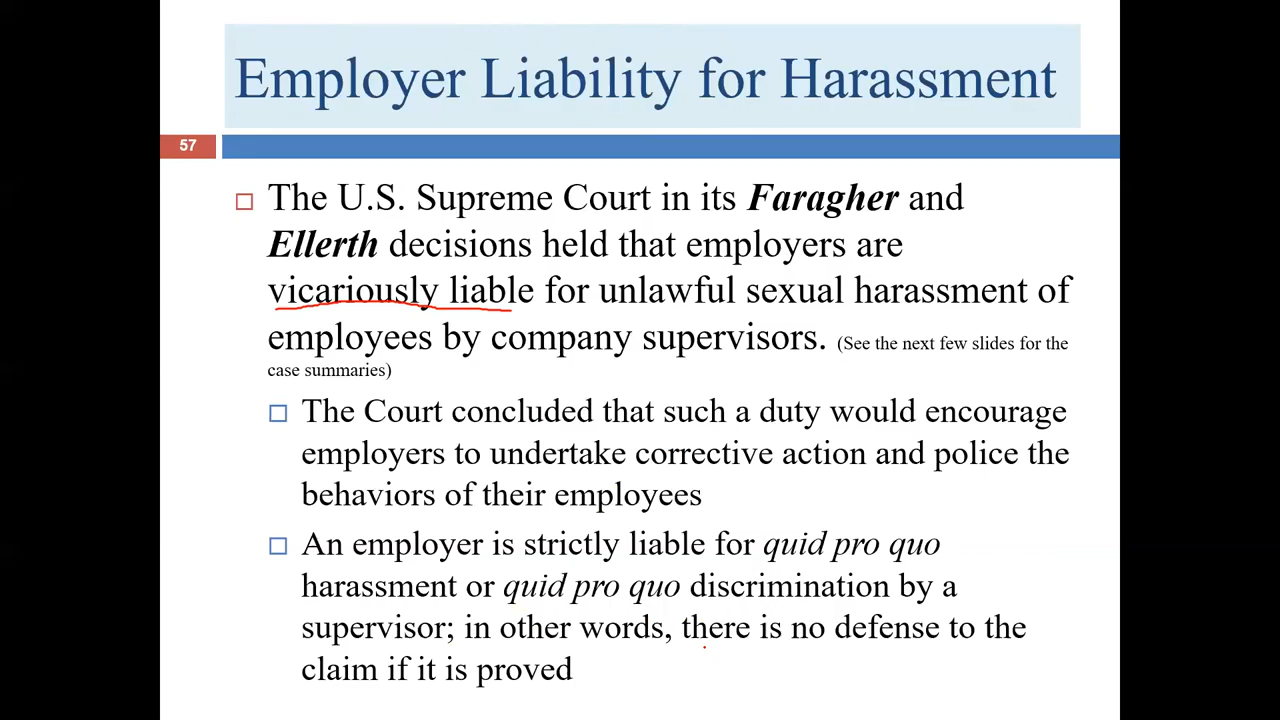 Employer Liability for Harassment
57
The U.S. Supreme Court in its Faragher and
Ellerth decisions held that employers are
vicariously liable for unlawful sexual harassment of
employees by company supervisors. (See the next few slides for the
case summaries)
The Court concluded that such a duty would encourage
employers to undertake corrective action and police the
behaviors of their employees
An employer is strictly liable for quid pro quo
harassment or quid pro quo discrimination by a
supervisor; in other words, there is no defense to the
claim if it is proved